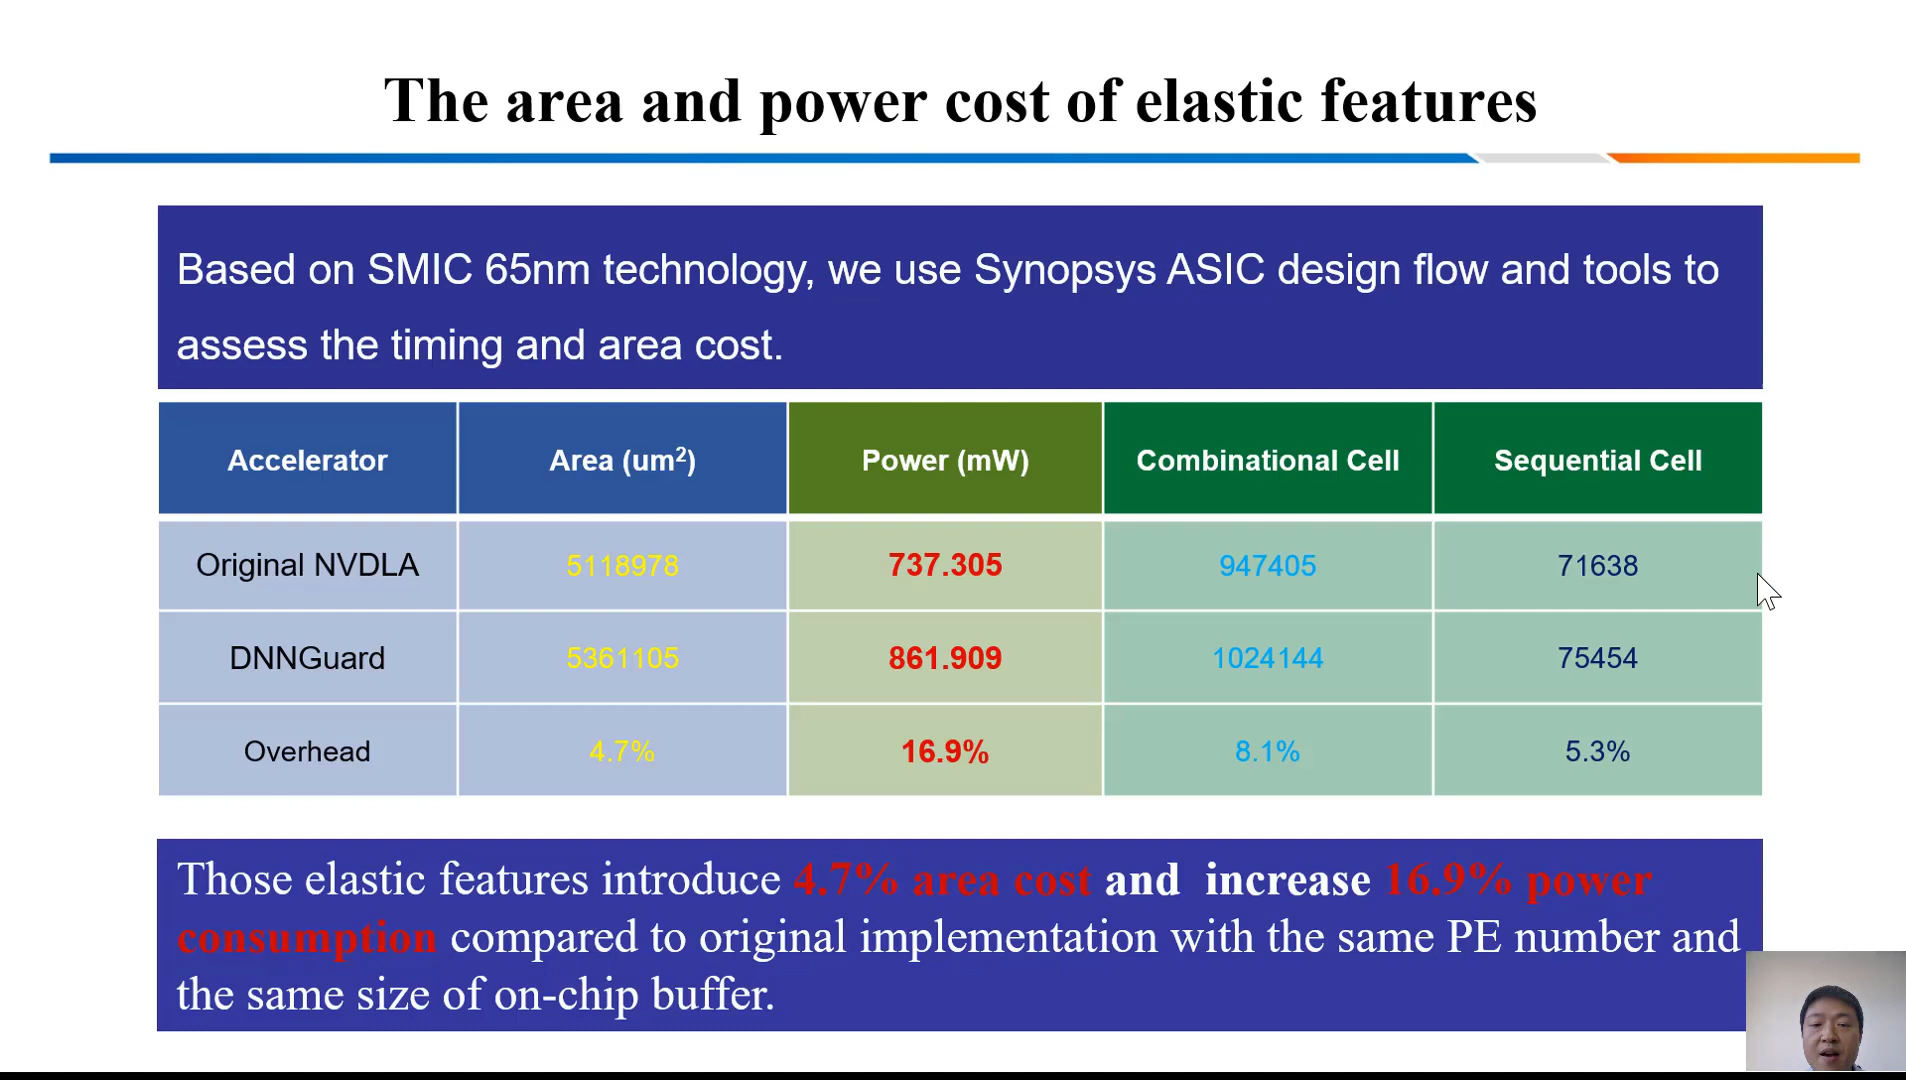 The area and power cost of elastic features
Based on SMIC 65nm technology, we use Synopsys ASIC design flow and tools to
assess the timing and area cost.
Accelerator Area (um²) Power (mW) Combinational Cell Sequential Cell
Original NVDLA 5118978 737.305 947405 71638
DNNGuard 5361105 861.909 1024144 75454
Overhead 4.7% 16.9% 8.1% 5.3%
Those elastic features introduce 4.7% area cost and increase 16.9% power
consumption compared to original implementation with the same PE number and
the same size of on-chip buffer.